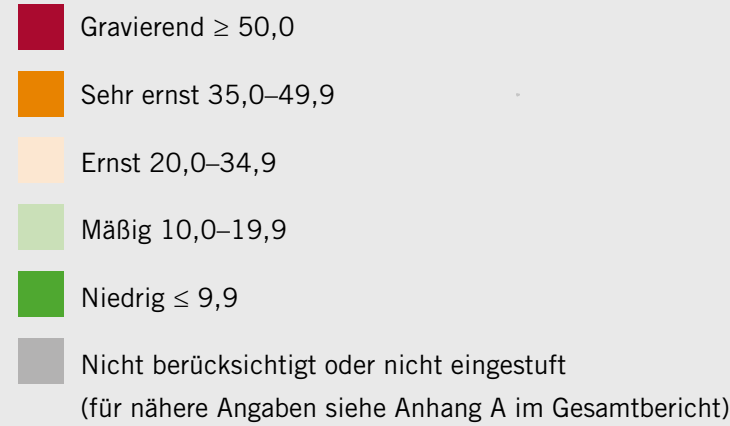 Gravierend ≥ 50,0
Sehr ernst 35,0–49,9
Ernst 20,0–34,9
Mäßig 10,0–19,9
Niedrig ≤ 9,9
Nicht berücksichtigt oder nicht eingestuft
(für nähere Angaben siehe Anhang A im Gesamtbericht)